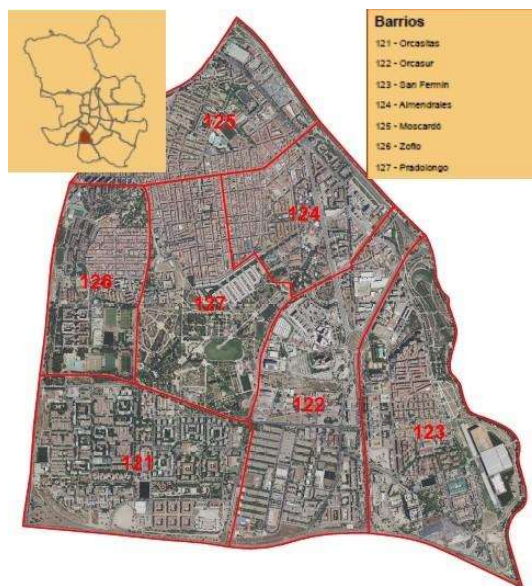 Barrios
121 - Orcasitas
122 - Orcasur
123 - San Fermín
124 - Almendrales
125 - Moscardó
126 - Zofío
127 - Pradolongo
125
124
126
127
122
123
121